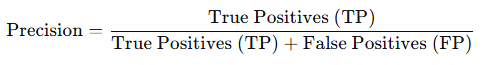 Precision = True Positives (TP) / True Positives (TP) + False Positives (FP)